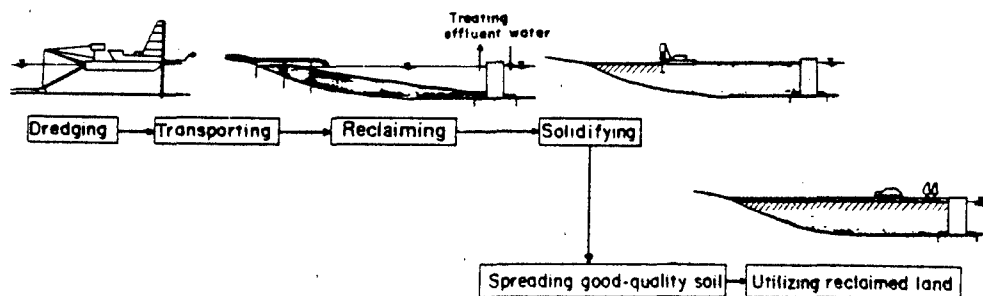 Treating
effluent water
Dredging
Transporting
Reclaiming
Solidifying
Spreading good-quality soil
Utilizing reclaimed land